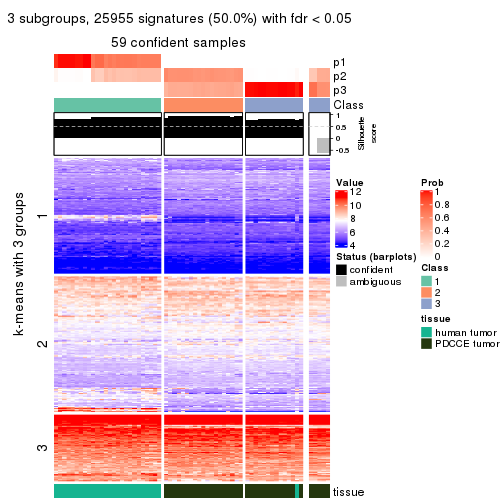 3 subgroups, 25955 signatures (50.0%) with fdr < 0.05
59 confident samples
p1
p2
p3
Class
1
0.5
0
-0.5
Silhouette
score
k-means with 3 groups
1
2
3
tissue
Value
12
10
8
6
4
Status (barplots)
confident
ambiguous
Prob
1
0.8
0.6
0.4
0.2
0
Class
1
2
3
tissue
human tumor
PDCCE tumor